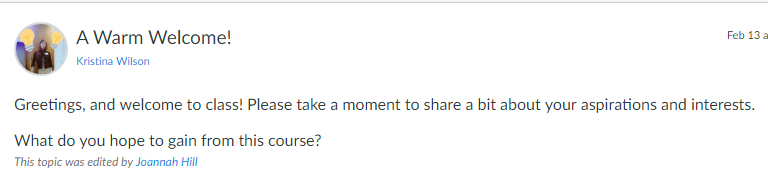 A Warm Welcome!
Feb 13 a
Kristina Wilson
Greetings, and welcome to class! Please take a moment to share a bit about your aspirations and interests.
What do you hope to gain from this course?
This topic was edited by Joannah Hill